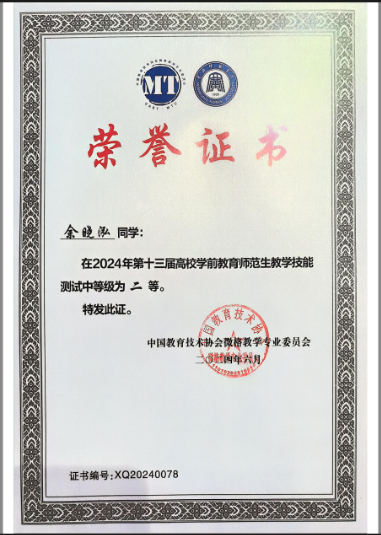 MT
荣誉证书
余晚泓 同学：
在2024年第十三届高校学前教育师范生教学技能
测试中等级为 二 等。
特发此证。
中国教育技术协会微格教学专业委员会
二〇二四年六月
证书编号：XQ20240078